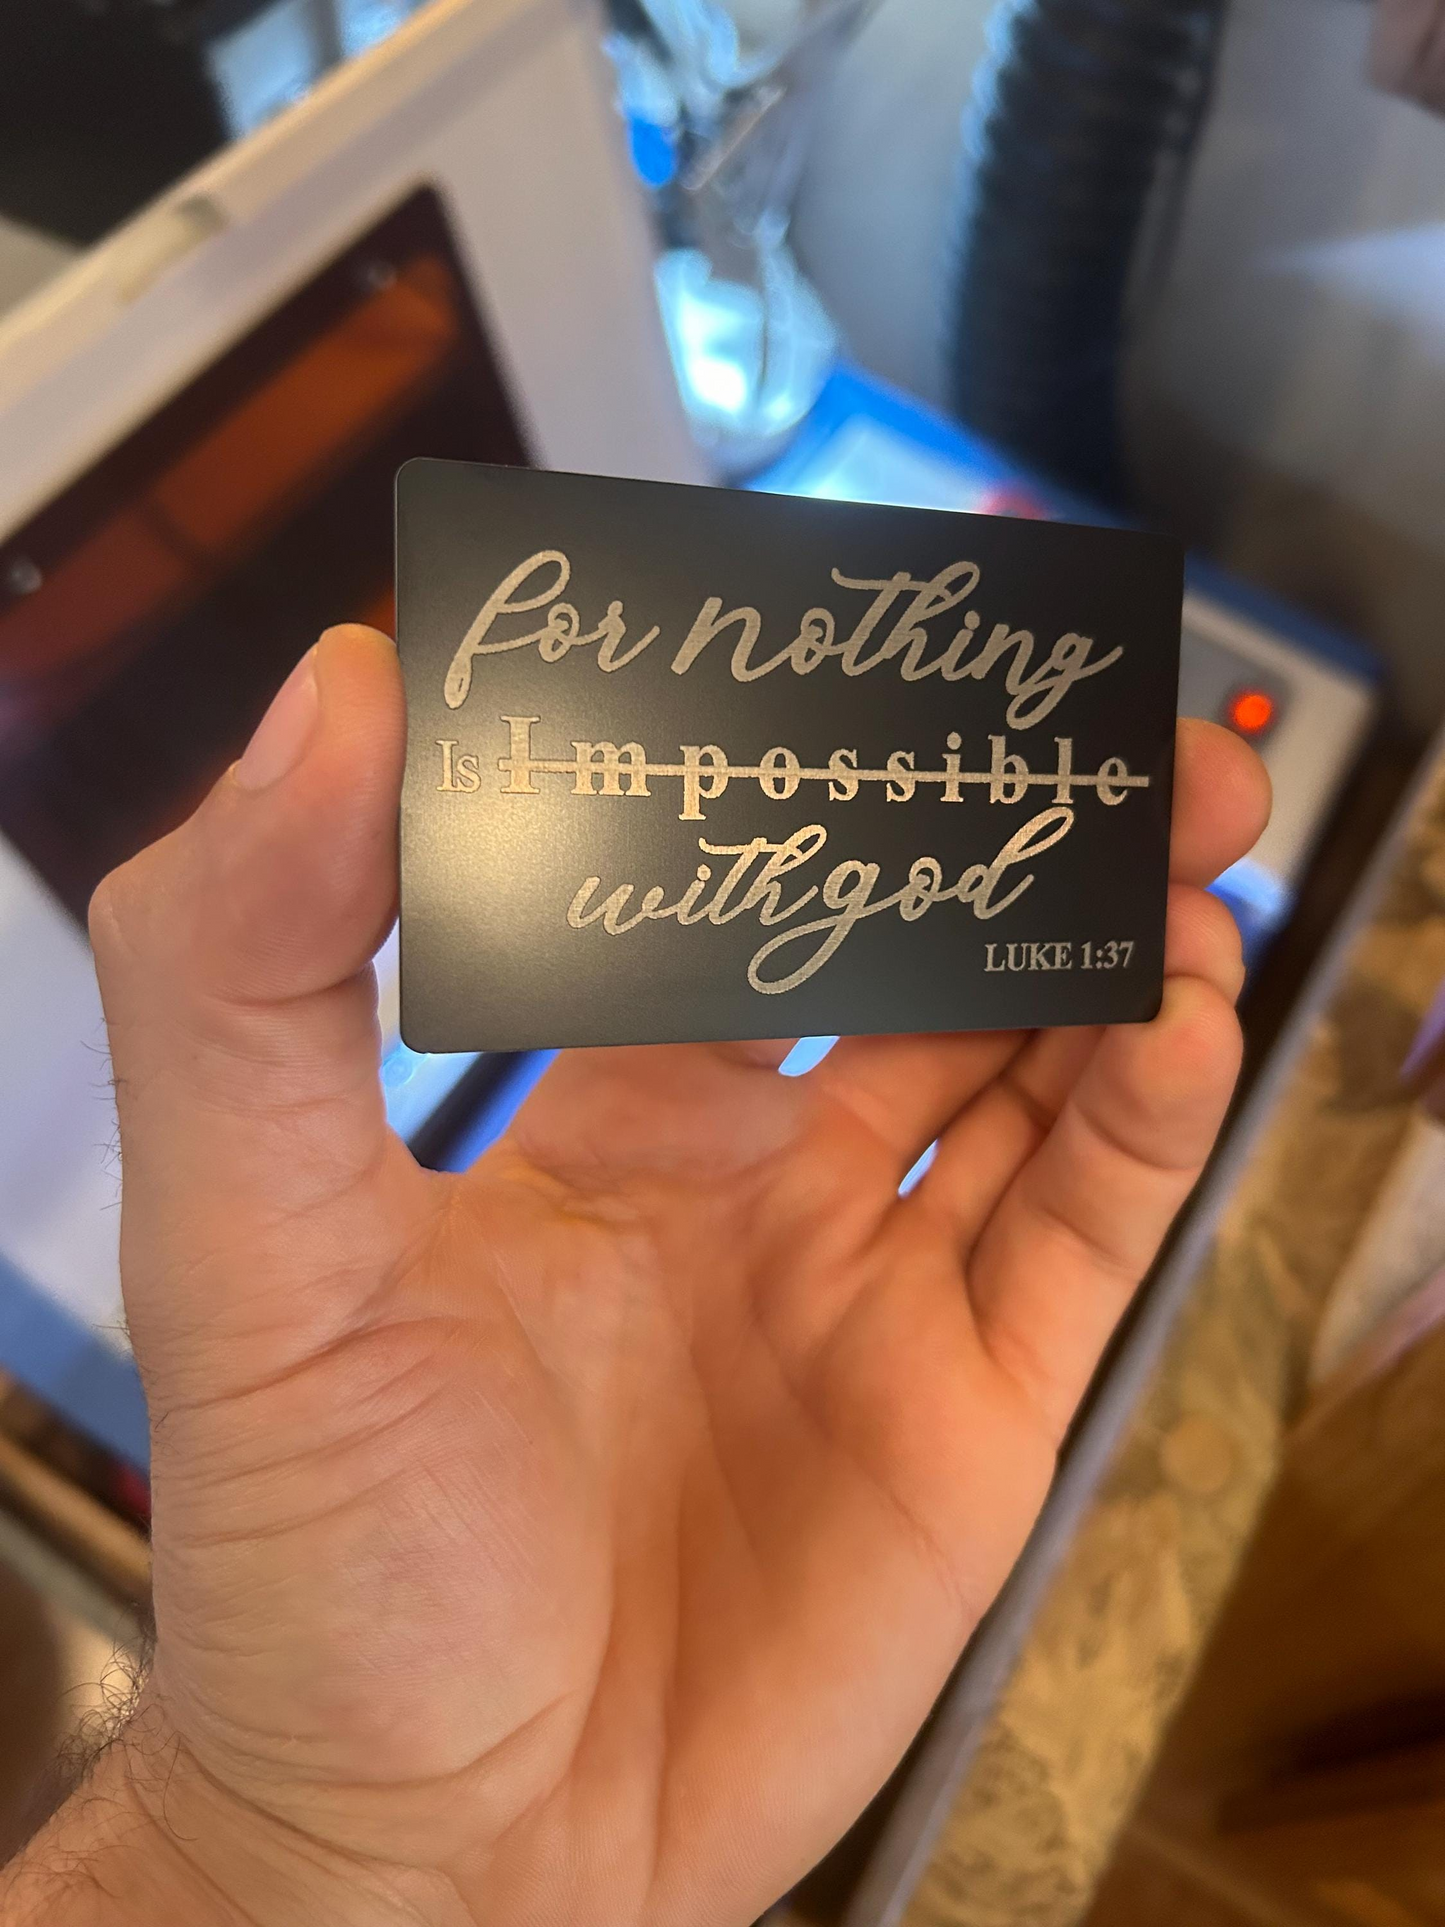 for nothing
Is Impossible
with god
LUKE 1:37